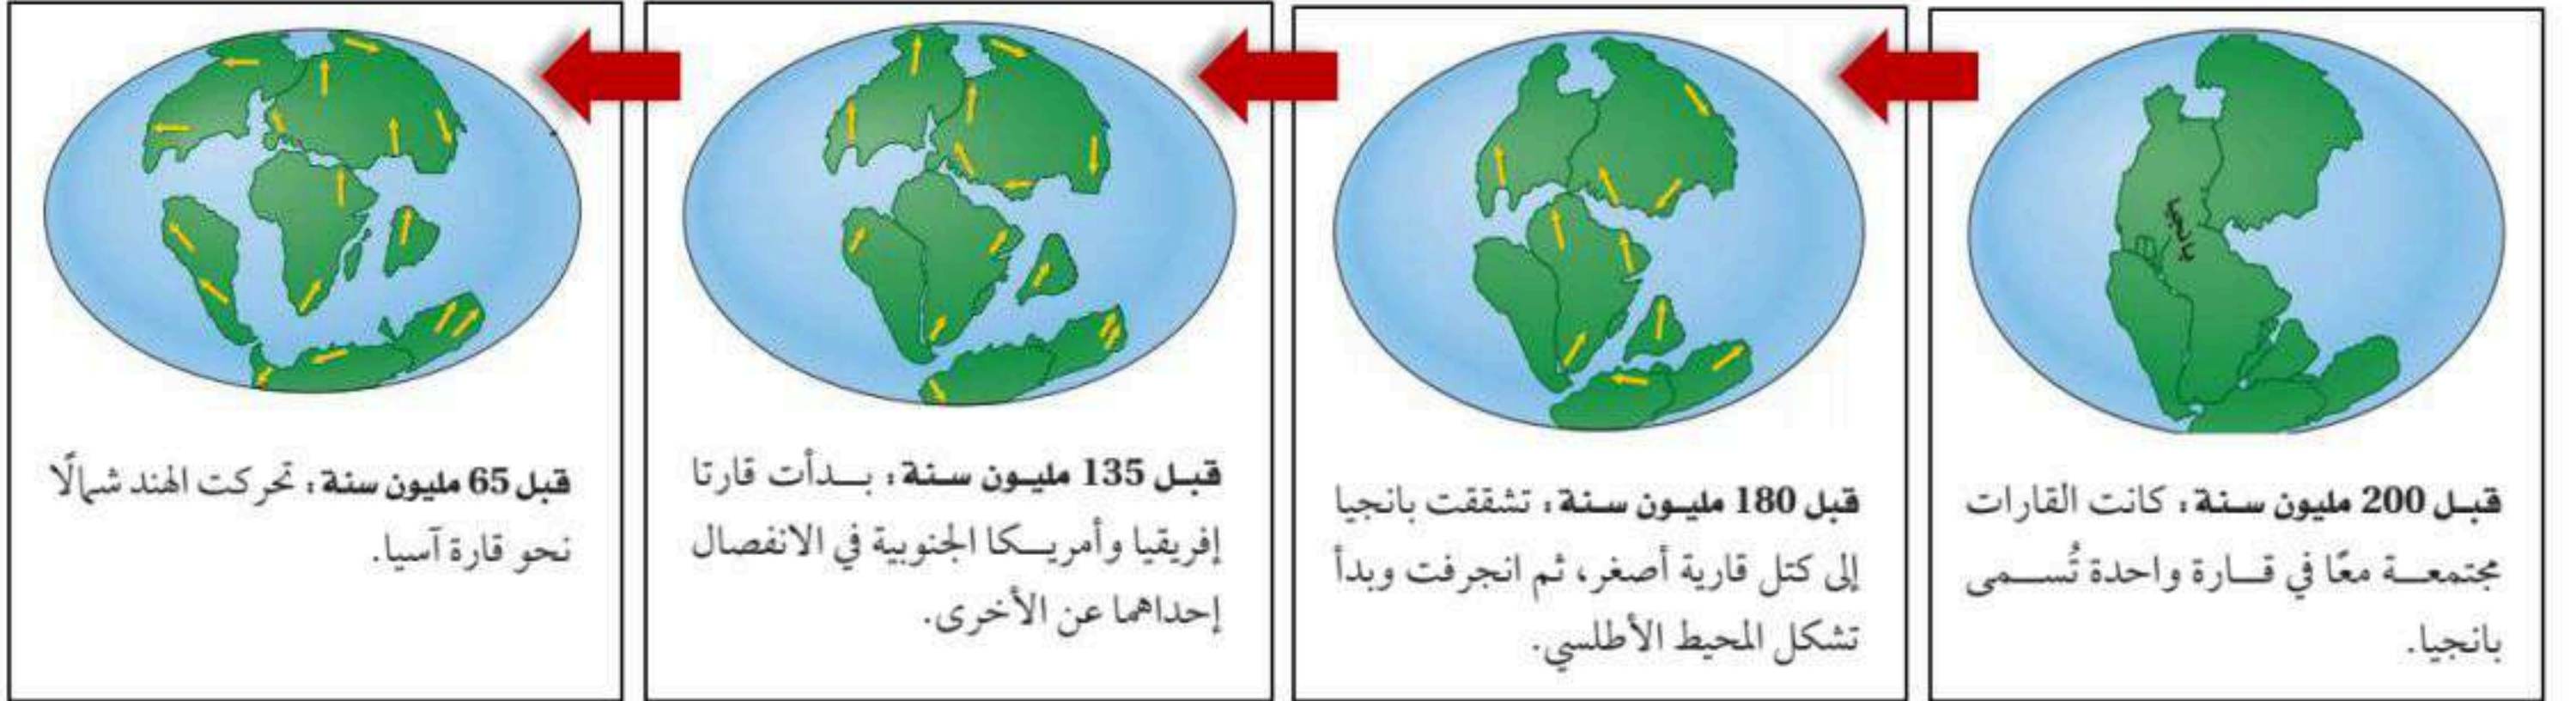 بانجيا
قبل 200 مليون سنة: كانت القارات
مجتمعة معًا في قارة واحدة تُسمى
بانجيا.
قبل 180 مليون سنة: تشققت بانجيا
إلى كتل قارية أصغر، ثم انجرفت وبدأ
تشكل المحيط الأطلسي.
قبل 135 مليون سنة: بدأت قارتا
إفريقيا وأمريكا الجنوبية في الانفصال
إحداهما عن الأخرى.
قبل 65 مليون سنة: تحركت الهند شمالًا
نحو قارة آسيا.